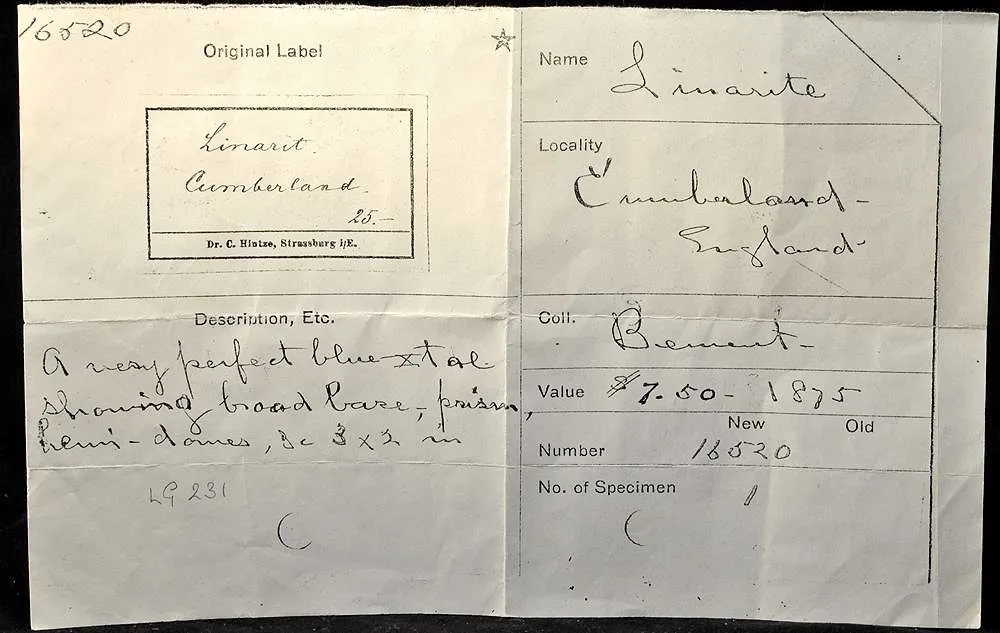 16520
Original Label
Linarit.
Cumberland.
25.—
Dr. C. Hintze, Strassburg i/E.
Description, Etc.
A very perfect blue xtal
showing broad base, prism,
hemi-domes, 3 x 2 in
LG 231
Name Linarite
Locality
Cumberland-
England
Coll. Bement-
Value $7.50- 1875
New Old
Number 16520
No. of Specimen 1